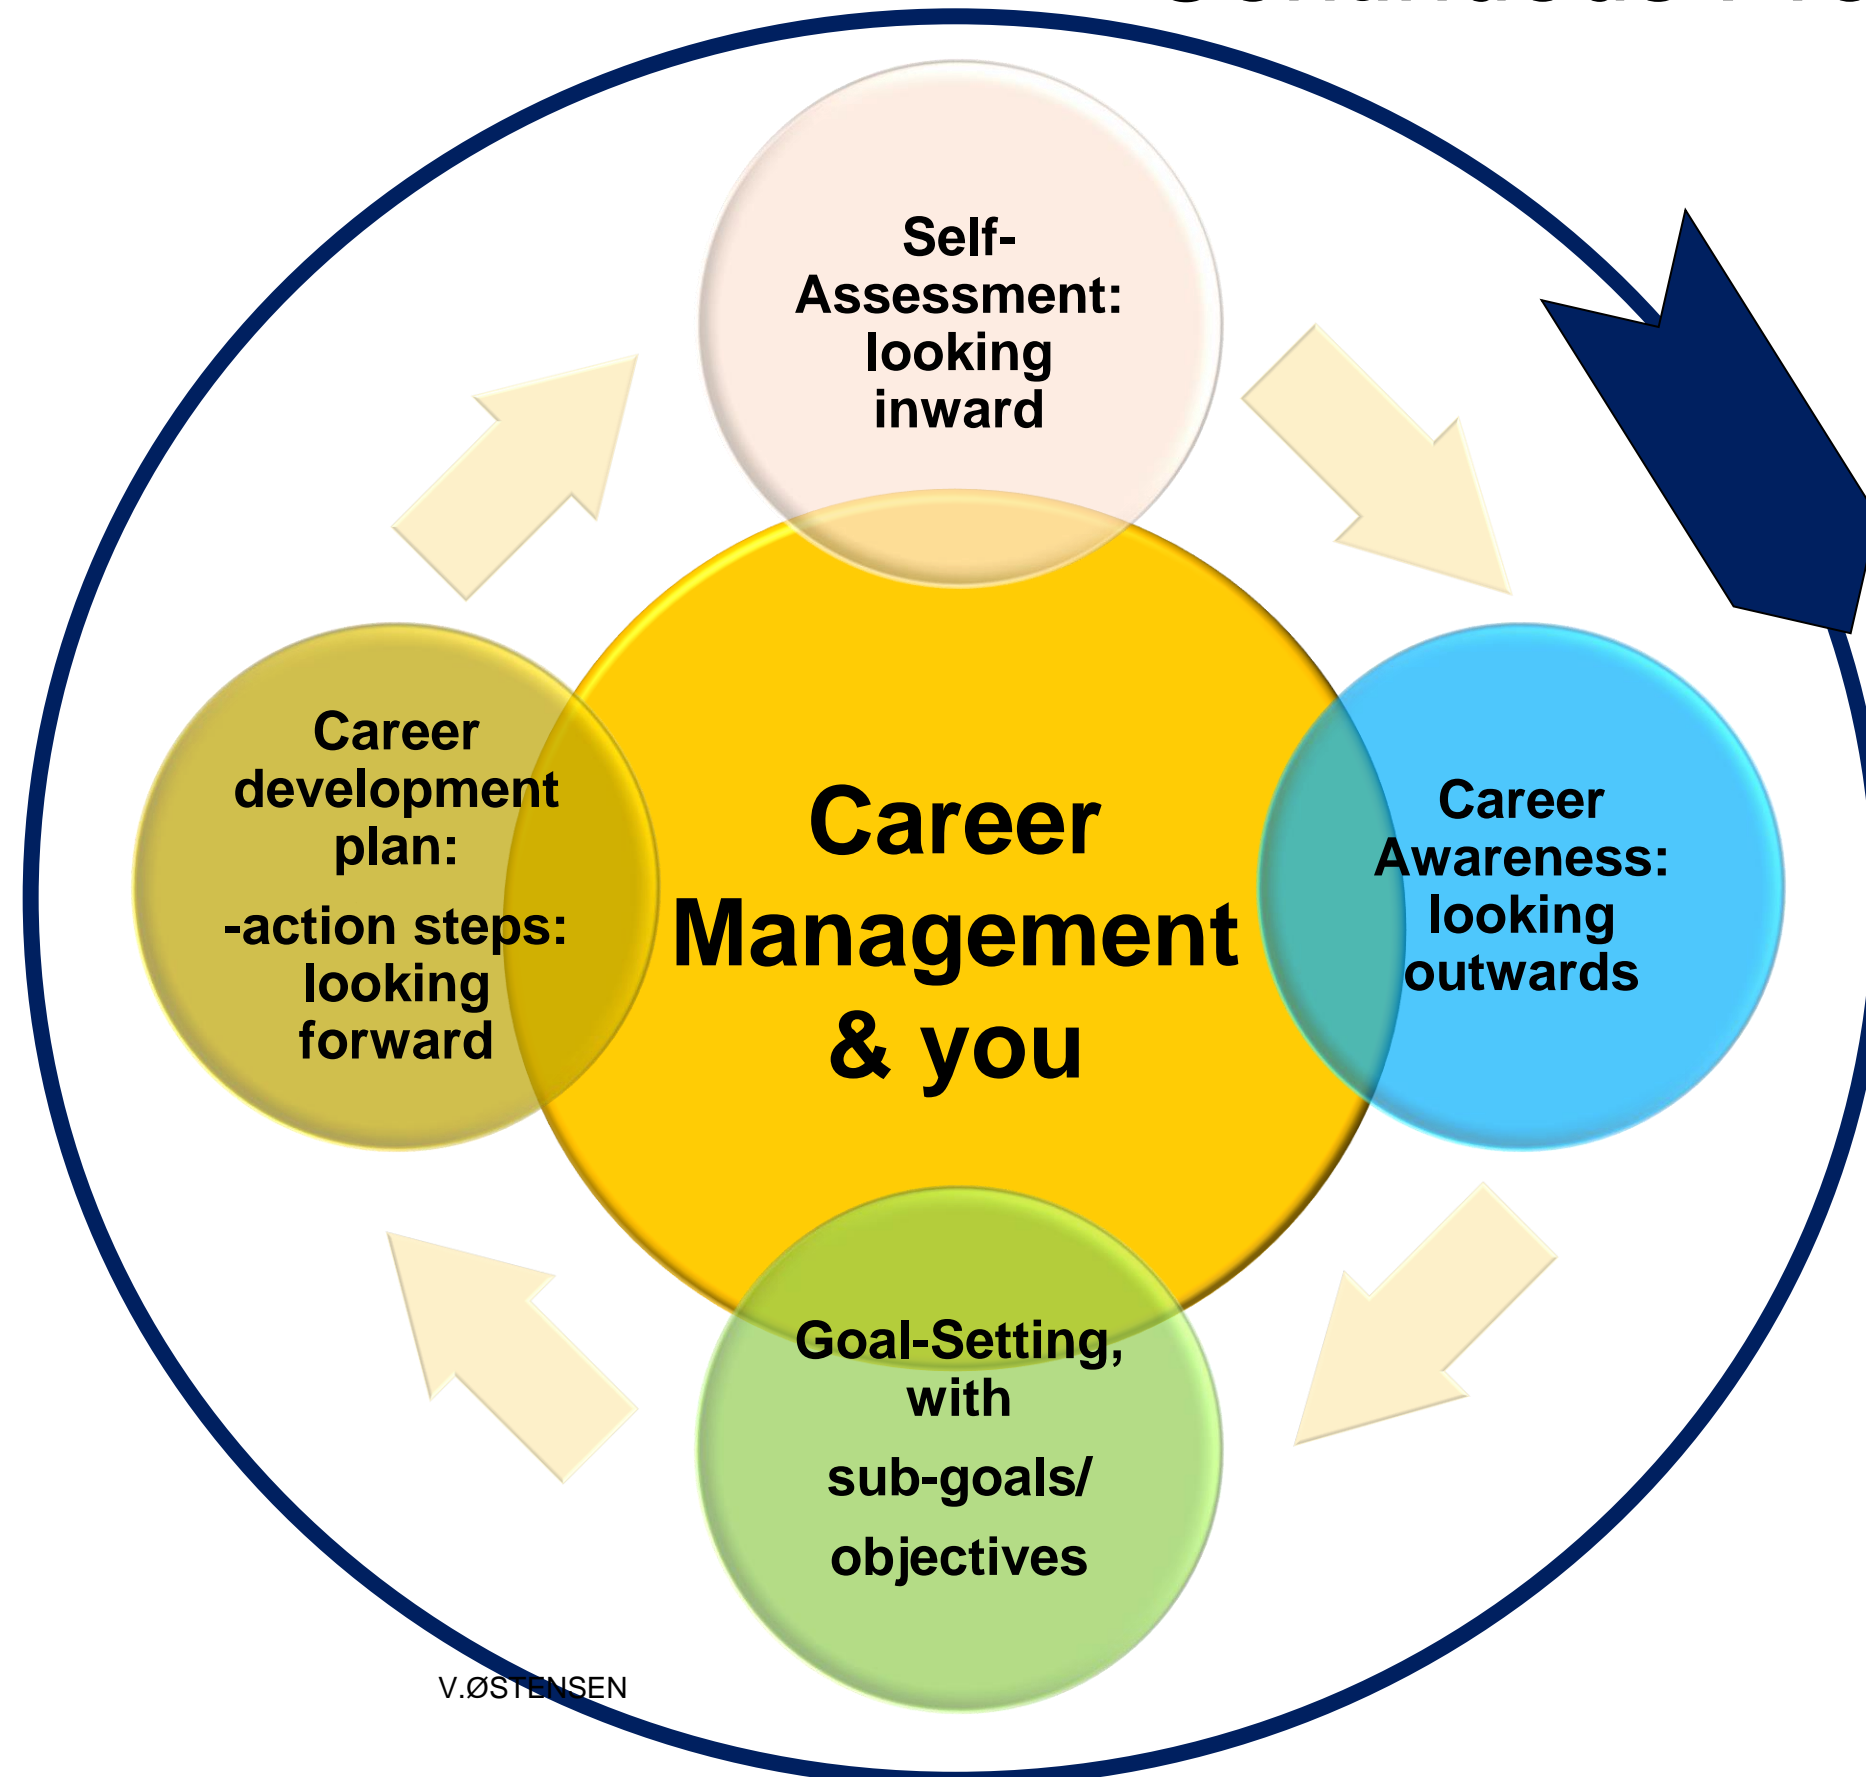 Self-
Assessment:
looking
inward
Career
Awareness:
looking
outwards
Goal-Setting,
with
sub-goals/
objectives
Career
development
plan:
-action steps:
looking
forward
Career
Management
& you
V.ØSTENSEN